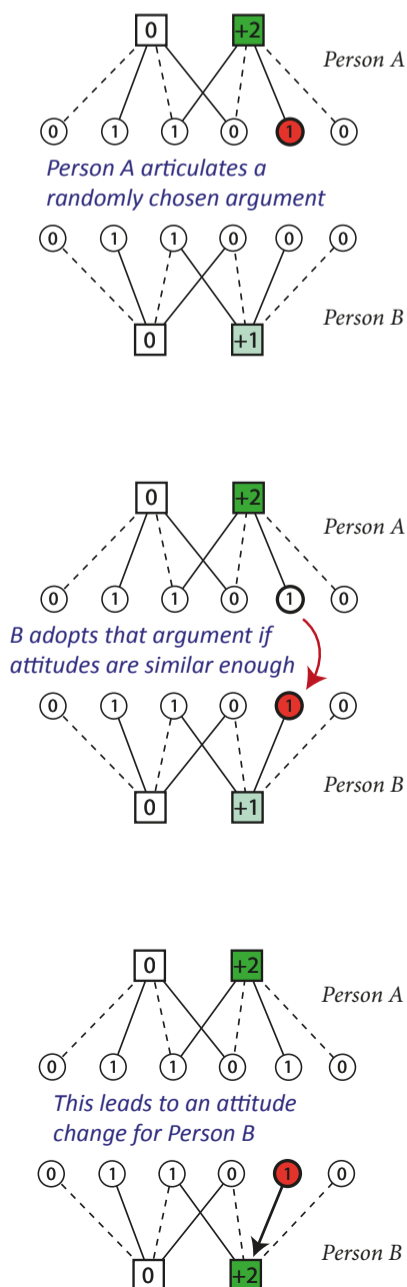 0 +2
Person A
0 1 1 0 1 0
Person A articulates a
randomly chosen argument
0 1 1 0 0 0
Person B
0 +1
0 +2
Person A
0 1 1 0 1 0
B adopts that argument if
attitudes are similar enough
0 1 1 0 1 0
Person B
0 +1
0 +2
Person A
0 1 1 0 1 0
This leads to an attitude
change for Person B
0 1 1 0 1 0
Person B
0 +2